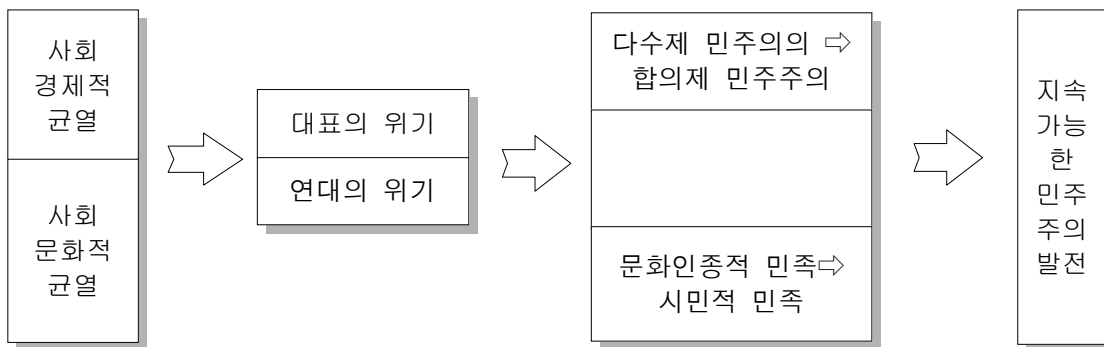 사회
경제적
균열
사회
문화적
균열
대표의 위기
연대의 위기
다수제 민주의의 ⇨
합의제 민주주의
문화인종적 민족⇨
시민적 민족
지속
가능
한
민주
주의
발전